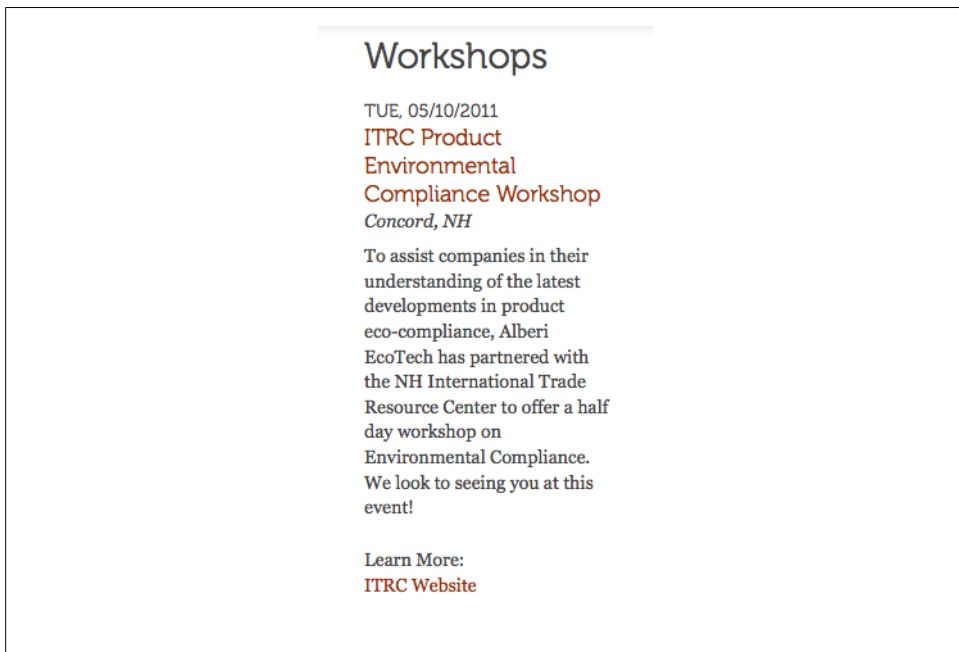 Workshops
TUE, 05/10/2011
ITRC Product
Environmental
Compliance Workshop
Concord, NH
To assist companies in their
understanding of the latest
developments in product
eco-compliance, Alberi
EcoTech has partnered with
the NH International Trade
Resource Center to offer a half
day workshop on
Environmental Compliance.
We look to seeing you at this
event!
Learn More:
ITRC Website